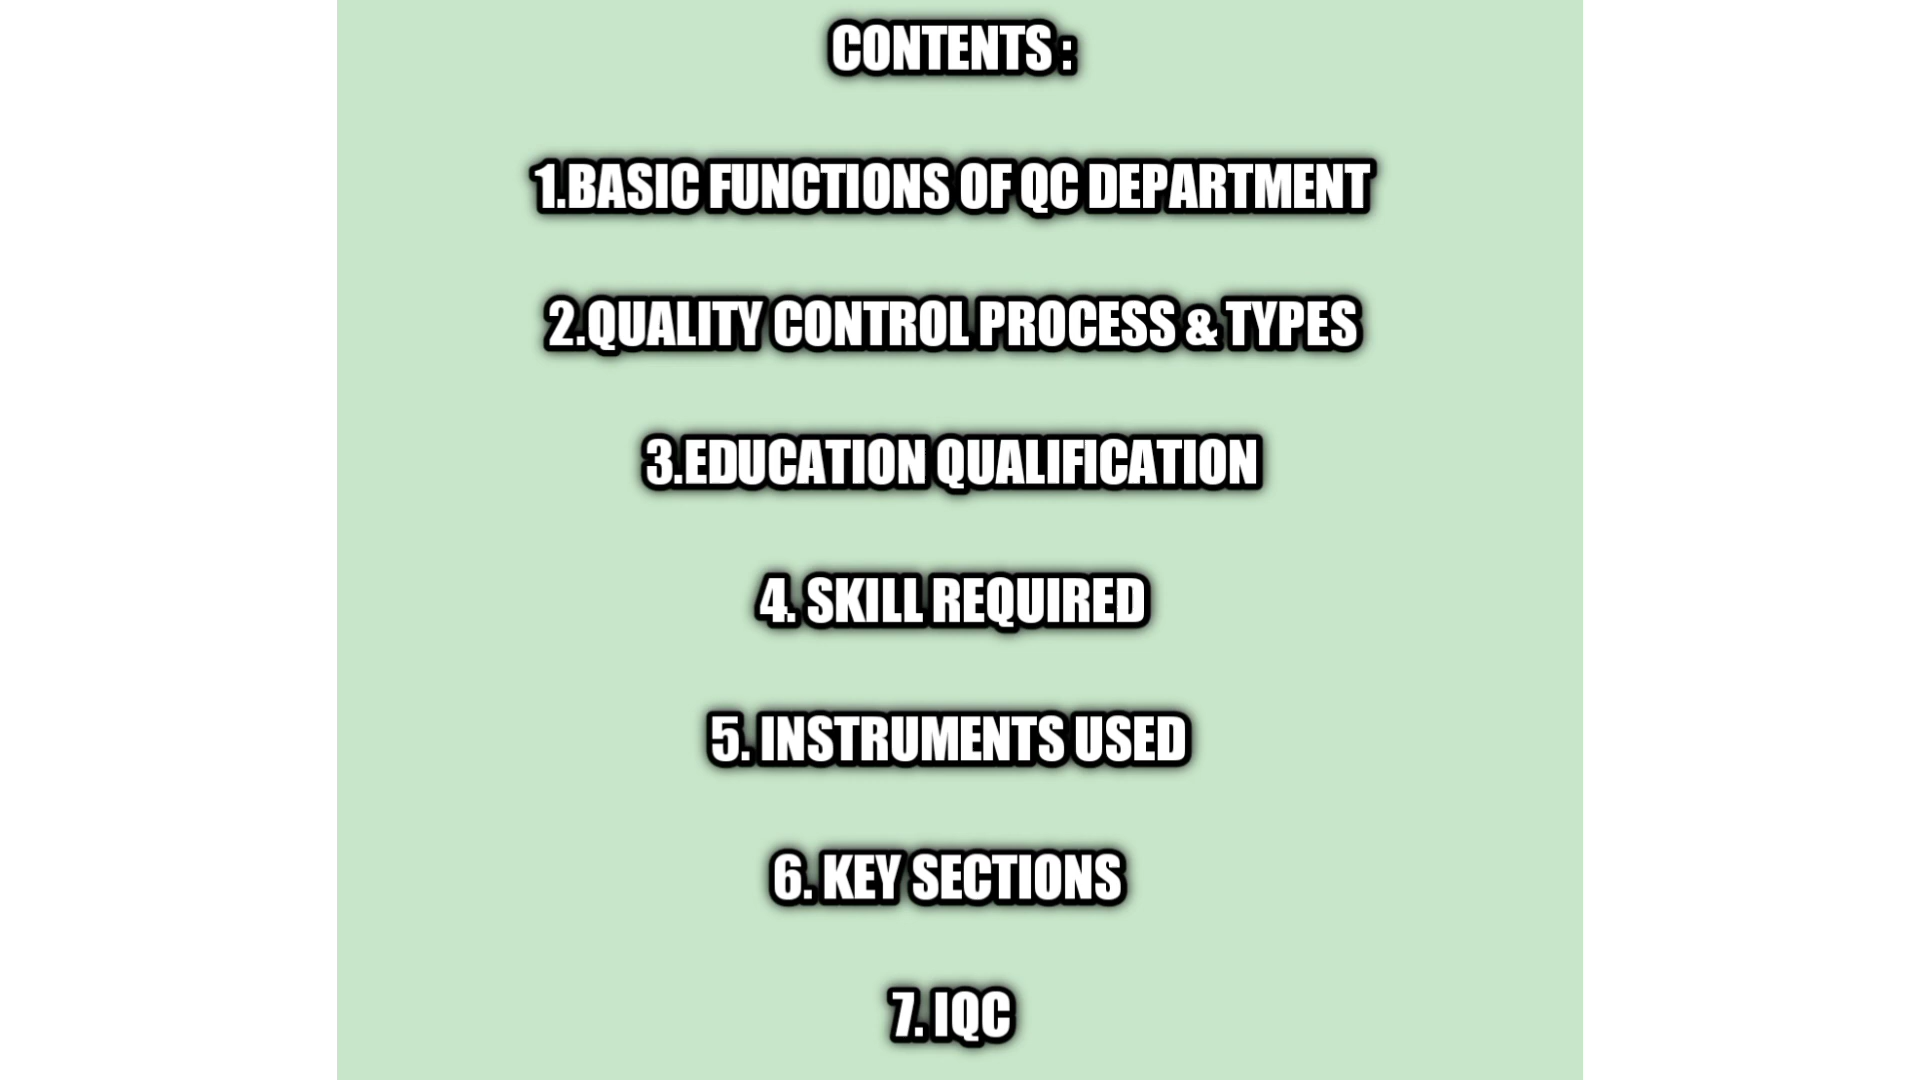 CONTENTS :
1.BASIC FUNCTIONS OF QC DEPARTMENT
2.QUALITY CONTROL PROCESS & TYPES
3.EDUCATION QUALIFICATION
4. SKILL REQUIRED
5. INSTRUMENTS USED
6. KEY SECTIONS
7. IQC